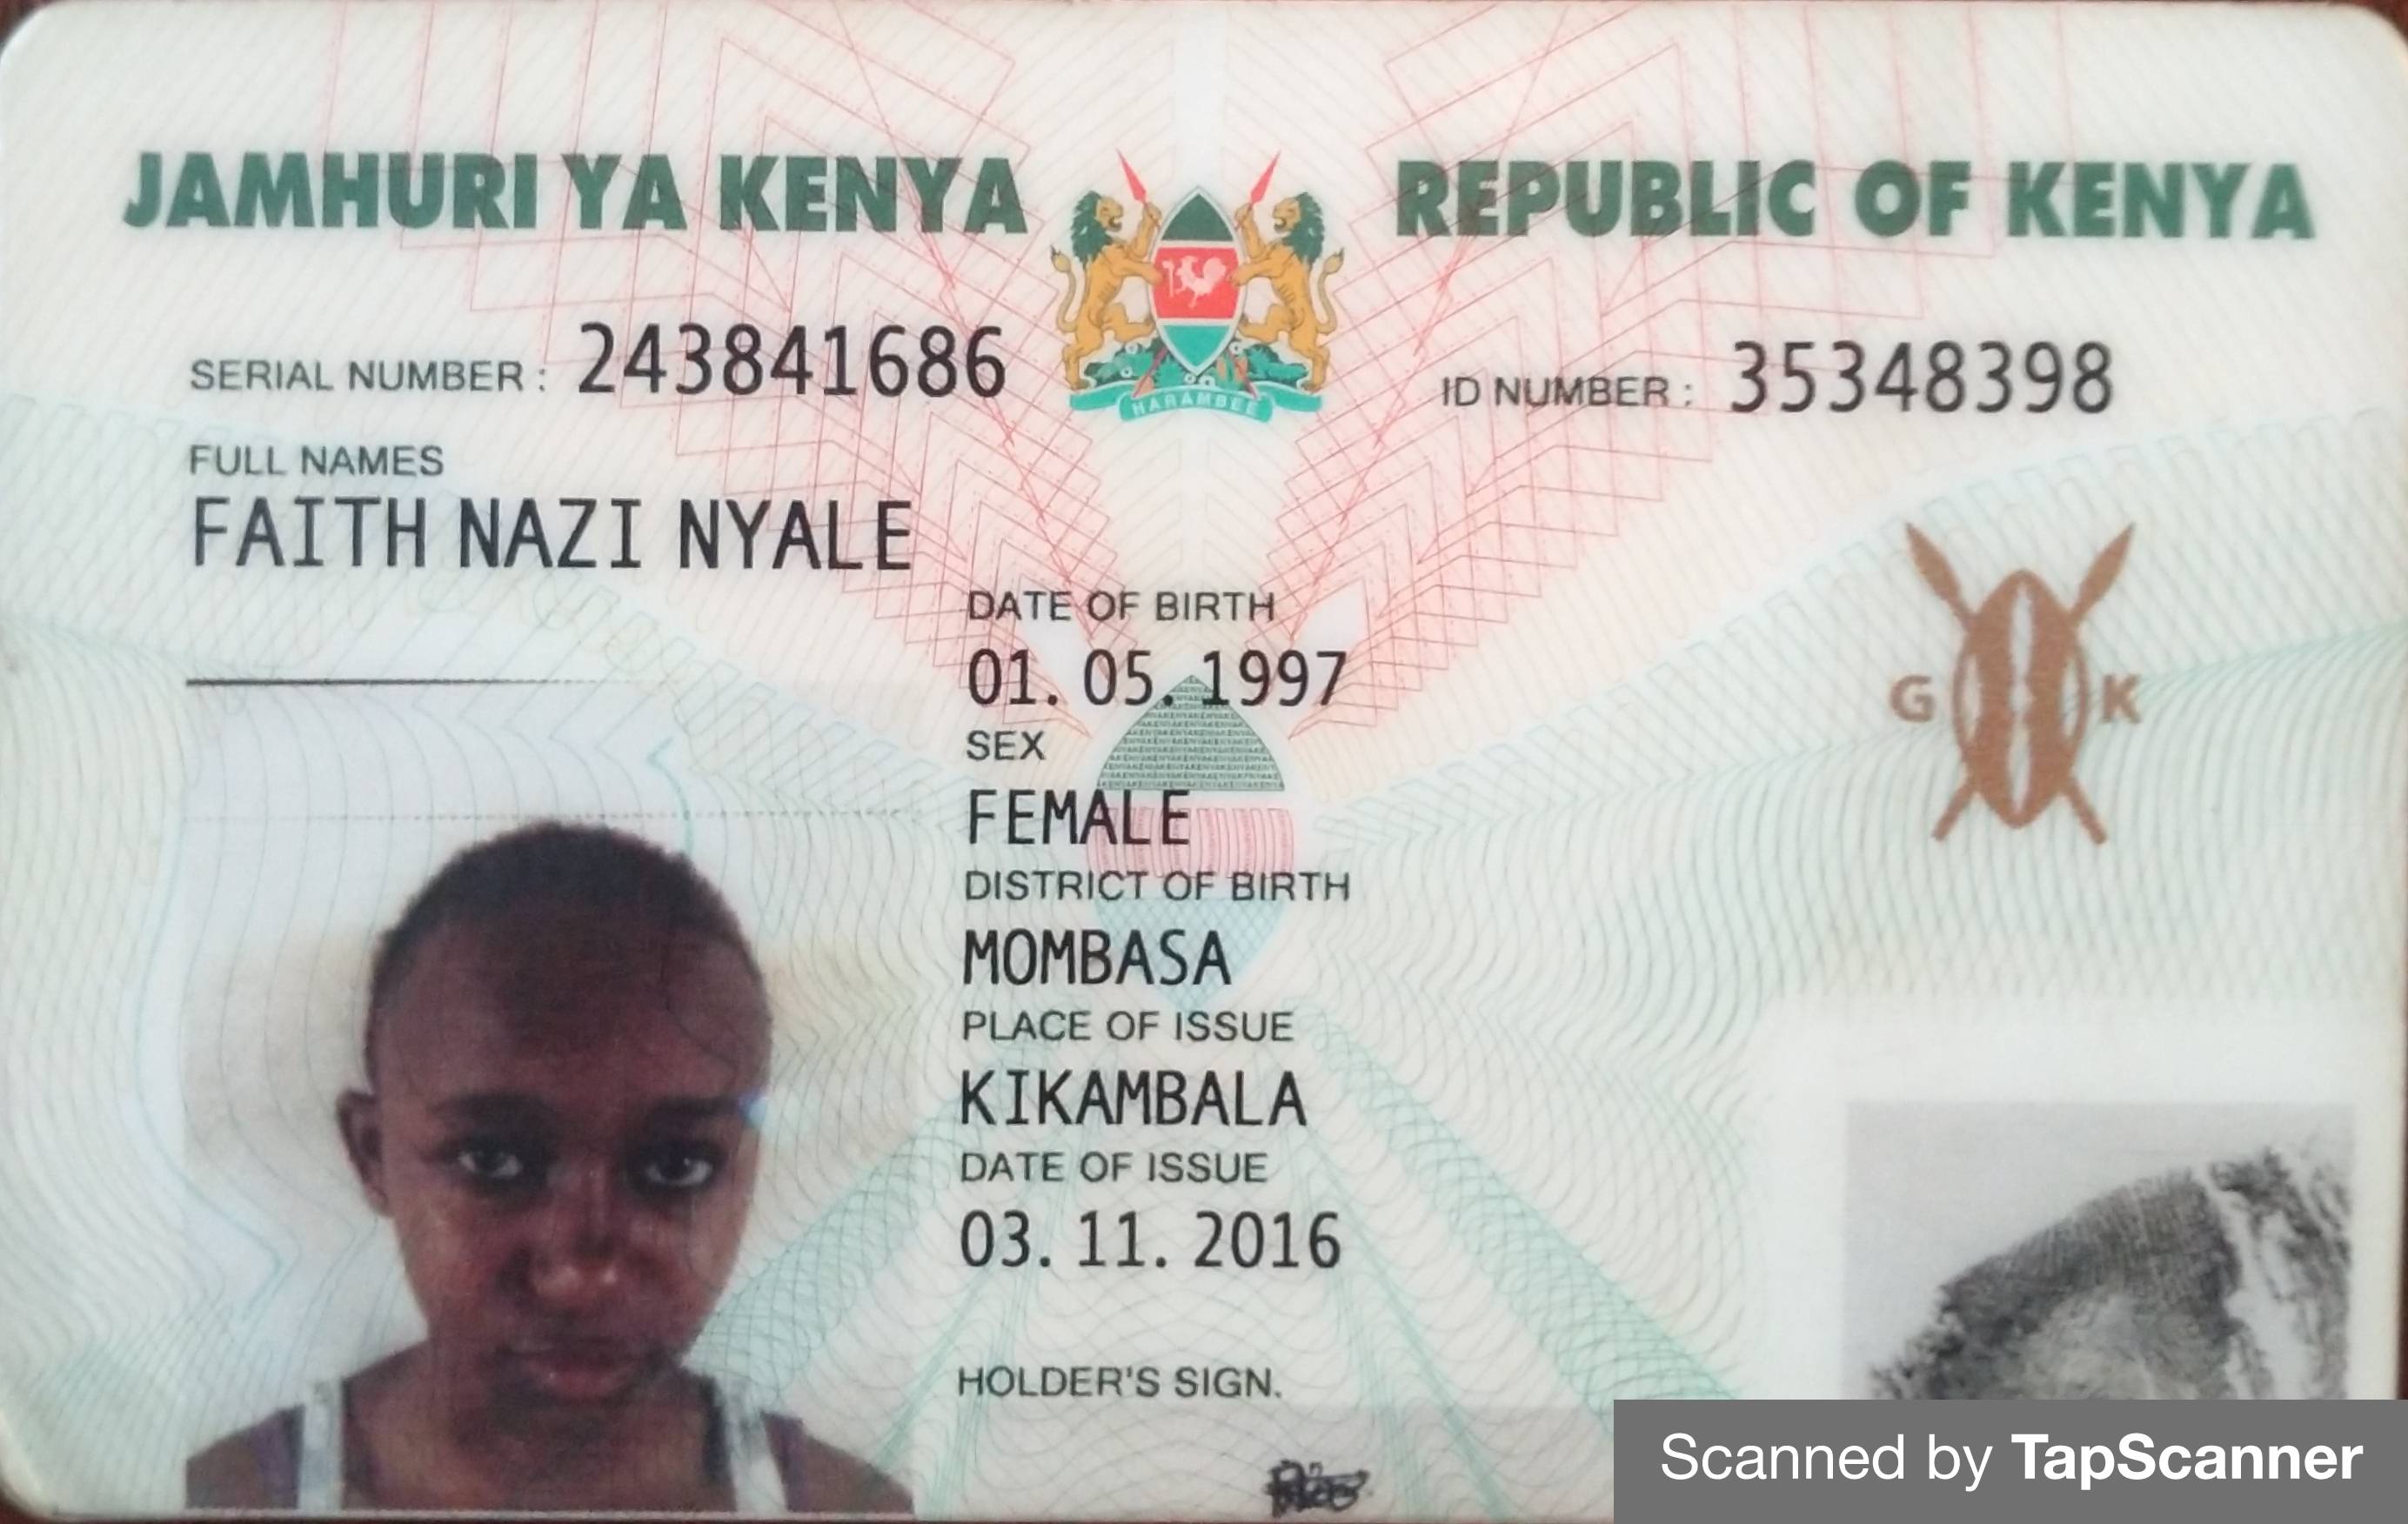 JAMHURI YA KENYA REPUBLIC OF KENYA
HARAMBEE
SERIAL NUMBER : 243841686 ID NUMBER : 35348398
FULL NAMES
FAITH NAZI NYALE
DATE OF BIRTH
01. 05. 1997
G K
SEX
FEMALE
DISTRICT OF BIRTH
MOMBASA
PLACE OF ISSUE
KIKAMBALA
DATE OF ISSUE
03. 11. 2016
HOLDER'S SIGN.
Scanned by TapScanner